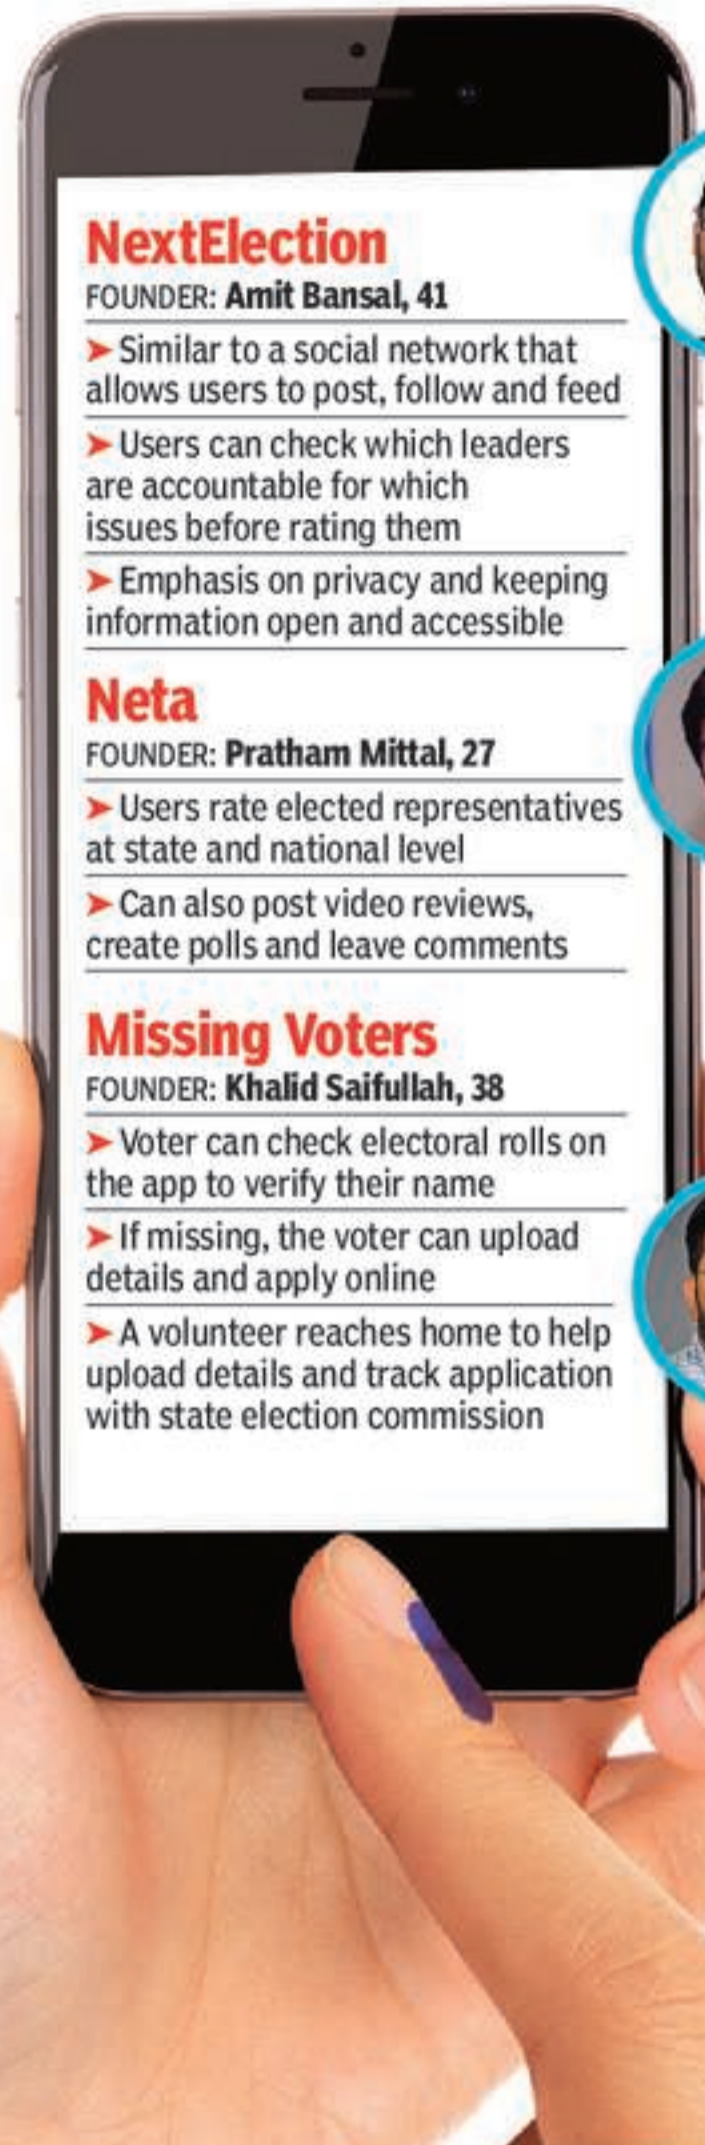 NextElection
FOUNDER: Amit Bansal, 41
➤ Similar to a social network that
allows users to post, follow and feed
➤ Users can check which leaders
are accountable for which
issues before rating them
➤ Emphasis on privacy and keeping
information open and accessible
Neta
FOUNDER: Pratham Mittal, 27
➤ Users rate elected representatives
at state and national level
➤ Can also post video reviews,
create polls and leave comments
Missing Voters
FOUNDER: Khalid Saifullah, 38
➤ Voter can check electoral rolls on
the app to verify their name
➤ If missing, the voter can upload
details and apply online
➤ A volunteer reaches home to help
upload details and track application
with state election commission